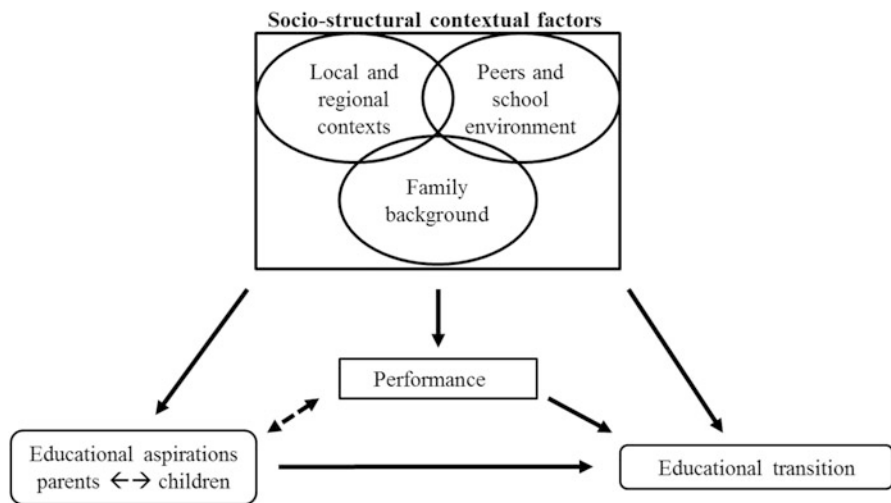 Socio-structural contextual factors
Local and
regional
contexts
Peers and
school
environment
Family
background
Performance
Educational aspirations
parents ←→ children
Educational transition